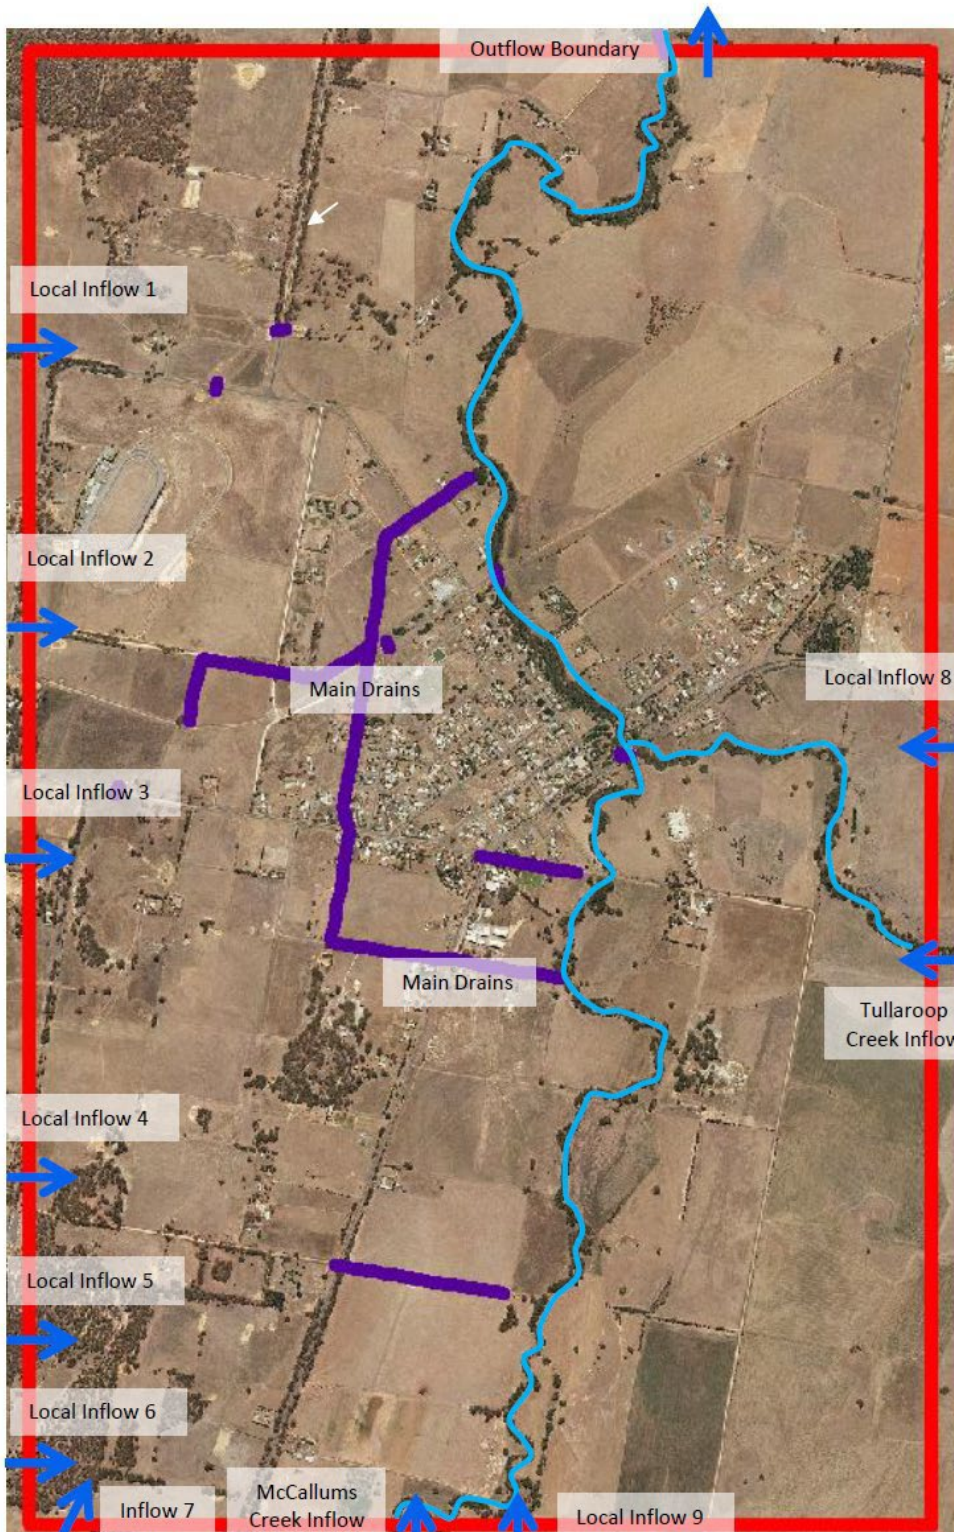 Outflow Boundary
Local Inflow 1
Local Inflow 2
Main Drains
Local Inflow 8
Local Inflow 3
Main Drains
Tullaroop
Creek Inflow
Local Inflow 4
Local Inflow 5
Local Inflow 6
Inflow 7
McCallums
Creek Inflow
Local Inflow 9